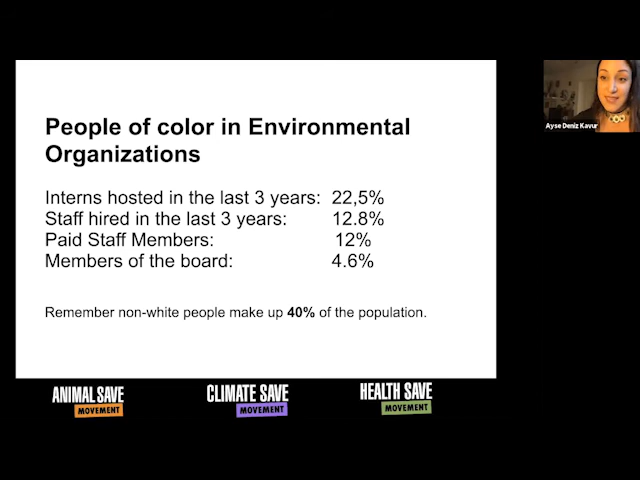 People of color in Environmental
Organizations
Interns hosted in the last 3 years: 22,5%
Staff hired in the last 3 years: 12.8%
Paid Staff Members: 12%
Members of the board: 4.6%
Remember non-white people make up 40% of the population.
Ayse Deniz Kavur
ANIMAL SAVE
MOVEMENT
CLIMATE SAVE
MOVEMENT
HEALTH SAVE
MOVEMENT